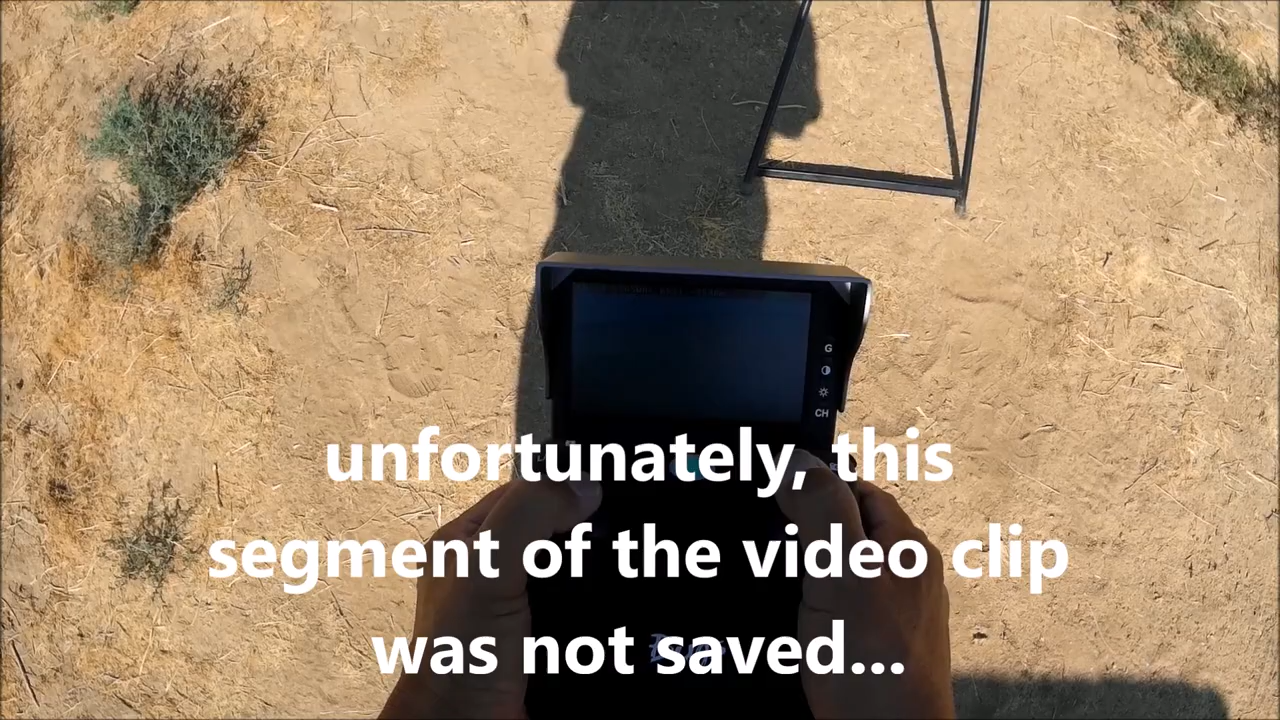 G
CH
unfortunately, this
segment of the video clip
was not saved...